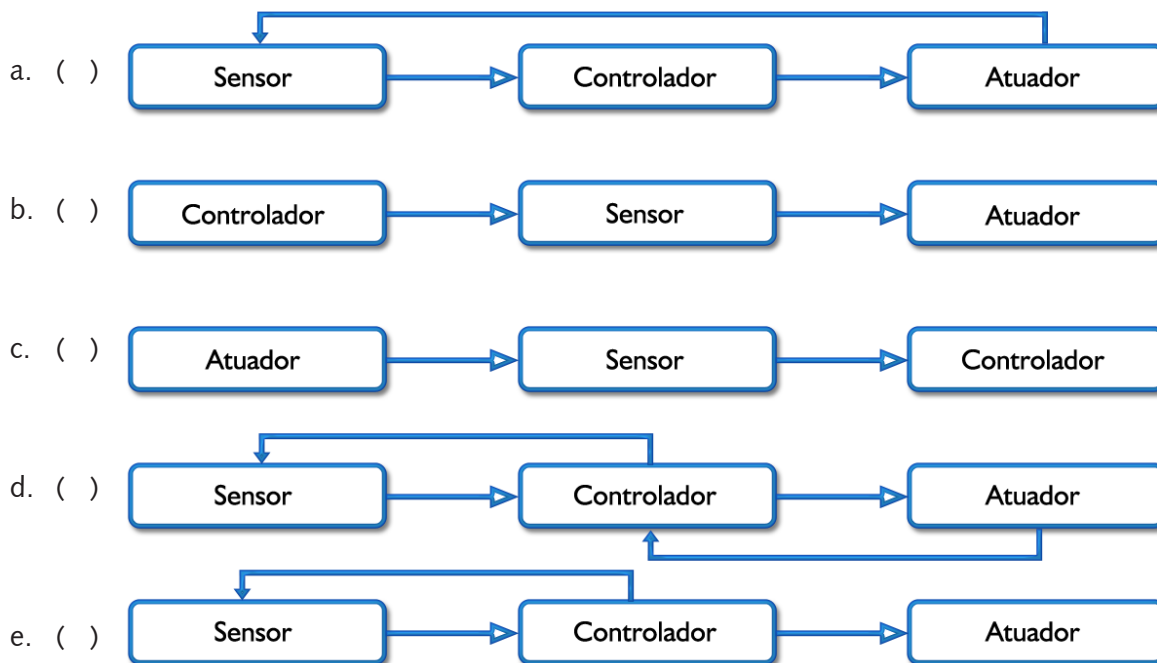 a. ( ) Sensor Controlador Atuador
b. ( ) Controlador Sensor Atuador
c. ( ) Atuador Sensor Controlador
d. ( ) Sensor Controlador Atuador
e. ( ) Sensor Controlador Atuador